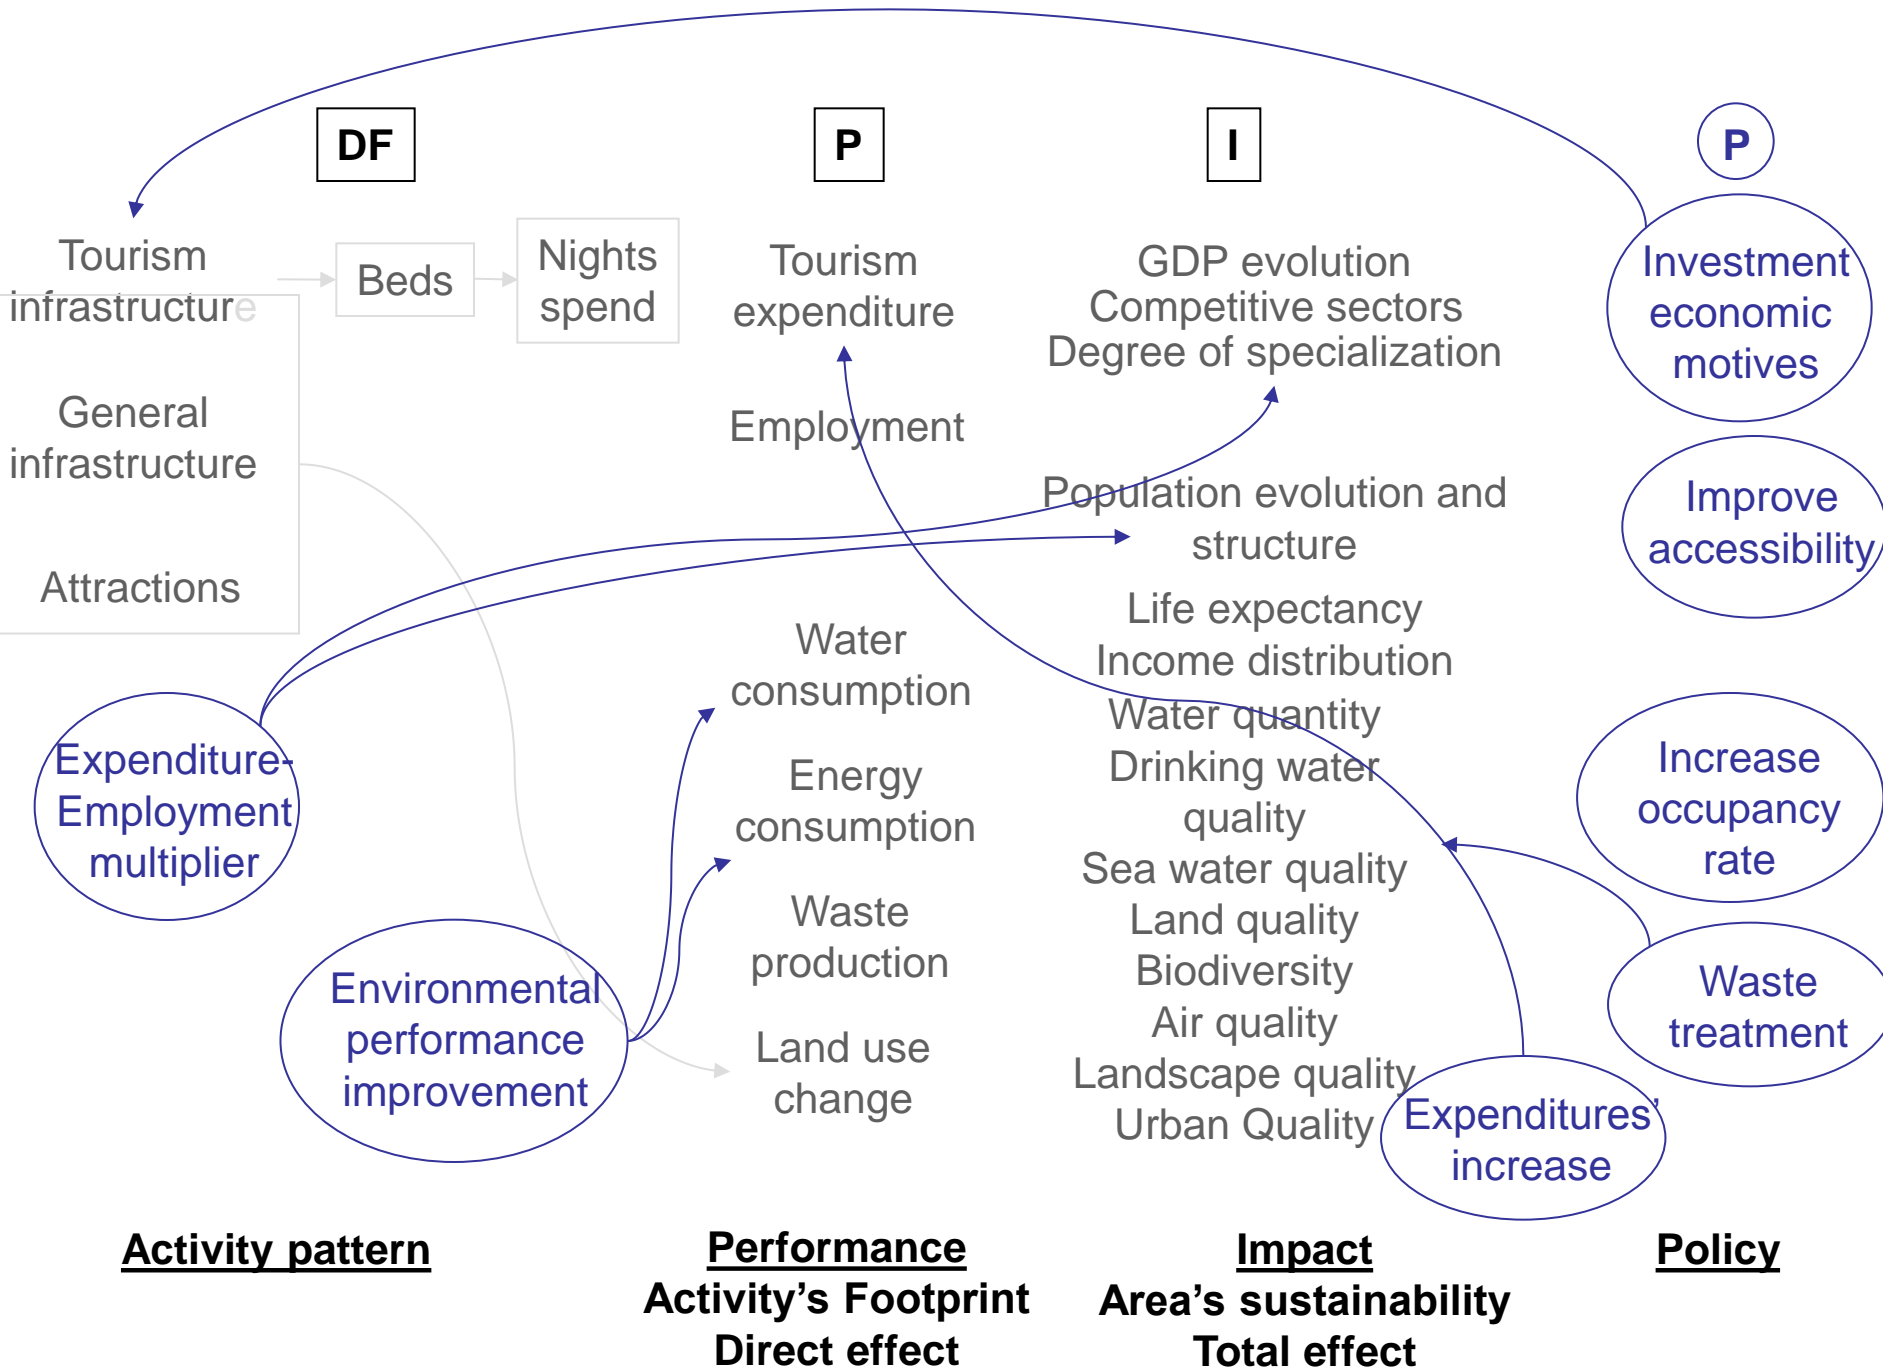 DF
P
I
P
Tourism
infrastructure
Beds
Nights
spend
General
infrastructure
Attractions
Expenditure-
Employment
multiplier
Environmental
performance
improvement
Tourism
expenditure
Employment
Water
consumption
Energy
consumption
Waste
production
Land use
change
GDP evolution
Competitive sectors
Degree of specialization
Population evolution and
structure
Life expectancy
Income distribution
Water quantity
Drinking water
quality
Sea water quality
Land quality
Biodiversity
Air quality
Landscape quality
Urban Quality
Investment
economic
motives
Improve
accessibility
Increase
occupancy
rate
Waste
treatment
Expenditures’
increase
Activity pattern
Performance
Activity’s Footprint
Direct effect
Impact
Area’s sustainability
Total effect
Policy